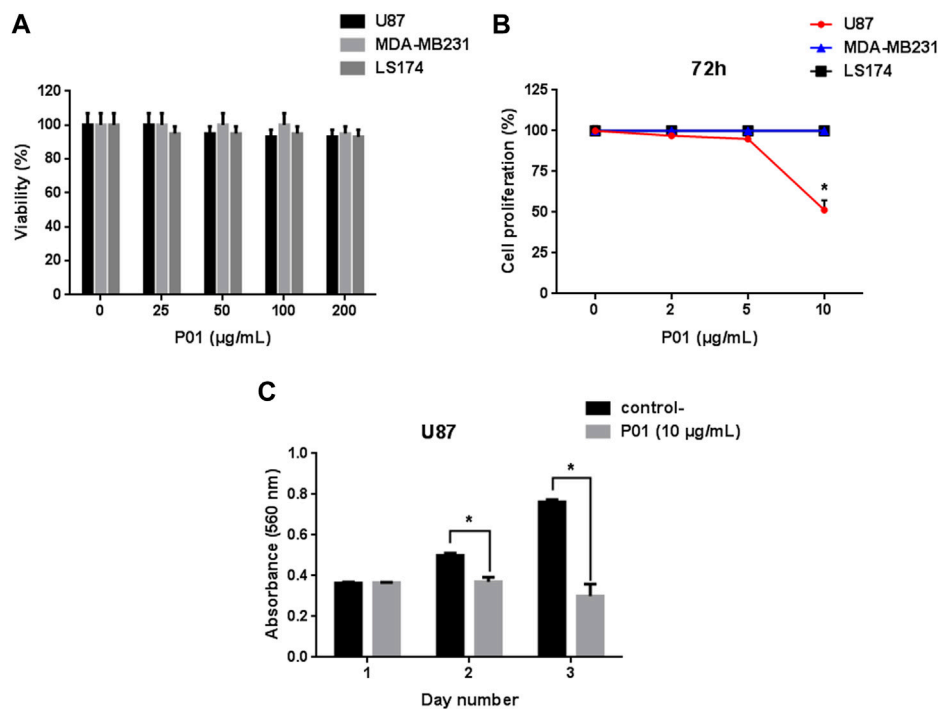 A
U87
MDA-MB231
LS174
Viability (%)
120
100
80
60
40
20
0
0 25 50 100 200
P01 (µg/mL)
B
U87
MDA-MB231
LS174
72h
Cell proliferation (%)
125
100
75
50
25
0
*
0 2 5 10
P01 (µg/mL)
C
control-
P01 (10 µg/mL)
U87
Absorbance (560 nm)
1.0
0.8
0.6
0.4
0.2
0.0
*
*
1 2 3
Day number